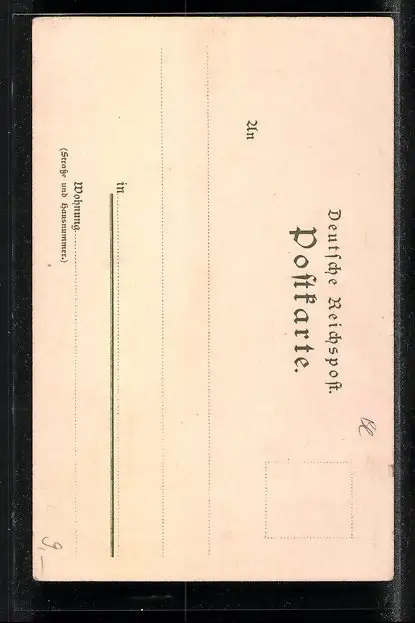 Deutsche Reichspost.
Postkarte.
An
in
Wohnung
(Straße und Hausnummer.)
9,—